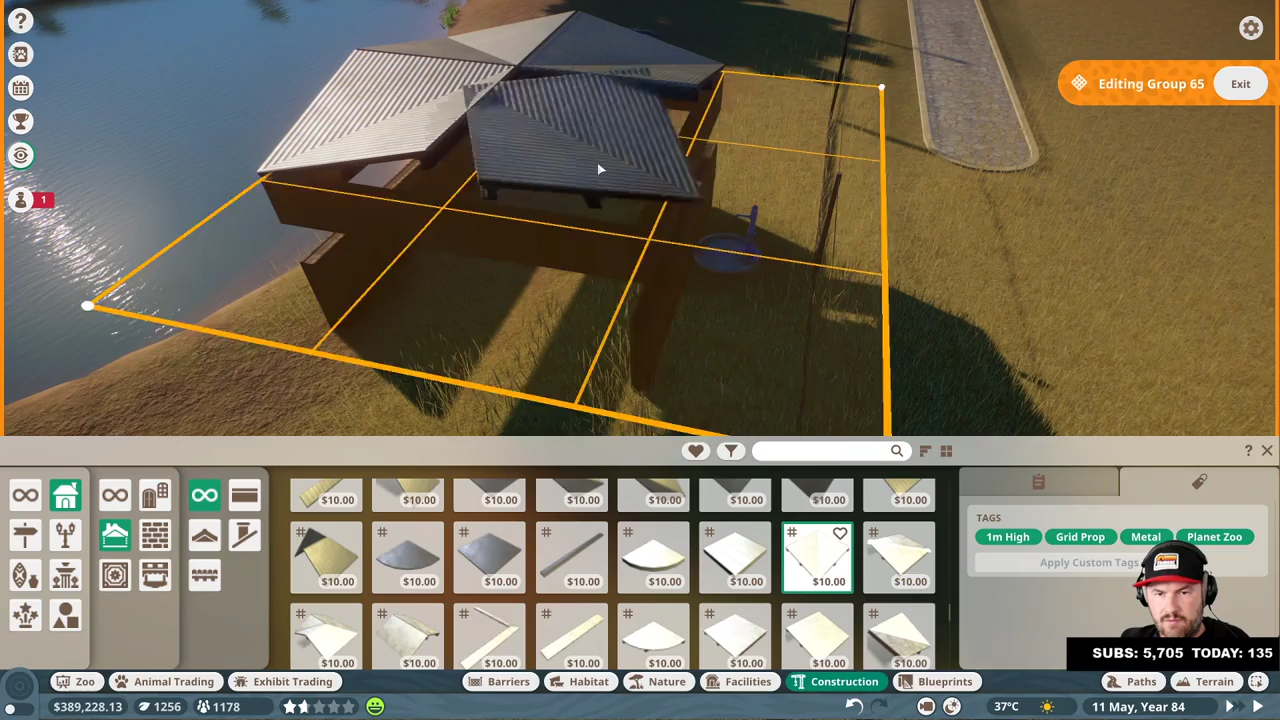 ?
Editing Group 65
Exit
1
? ×
$10.00 $10.00 $10.00 $10.00 $10.00 $10.00 $10.00 $10.00
# # # # # # # #
$10.00 $10.00 $10.00 $10.00 $10.00 $10.00 $10.00 $10.00
# # # # # # # #
$10.00 $10.00 $10.00 $10.00 $10.00 $10.00 $10.00 $10.00
TAGS
1m High Grid Prop Metal Planet Zoo
Apply Custom Tags
SUBS: 5,705 TODAY: 135
Zoo Animal Trading Exhibit Trading Barriers Habitat Nature Facilities Construction Blueprints Paths Terrain
$389,228.13 1256 1178 37°C 11 May, Year 84